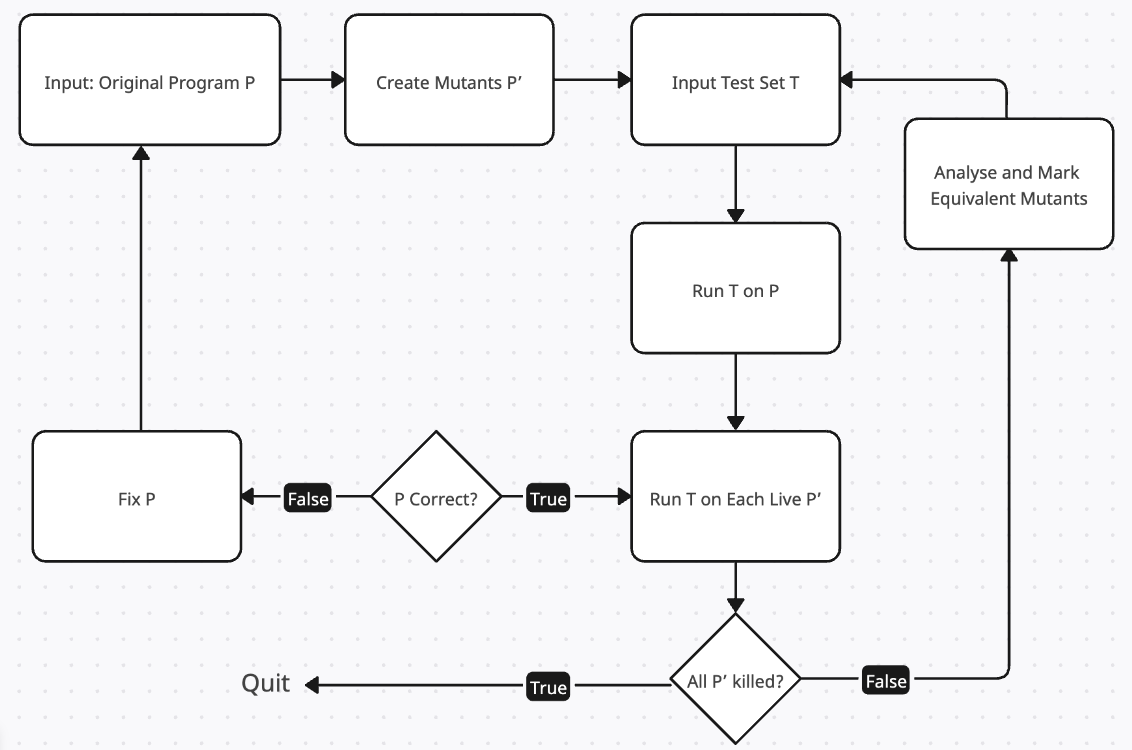 Input: Original Program P
Create Mutants P’
Input Test Set T
Analyse and Mark
Equivalent Mutants
Run T on P
Fix P
False
P Correct?
True
Run T on Each Live P’
Quit
True
All P’ killed?
False